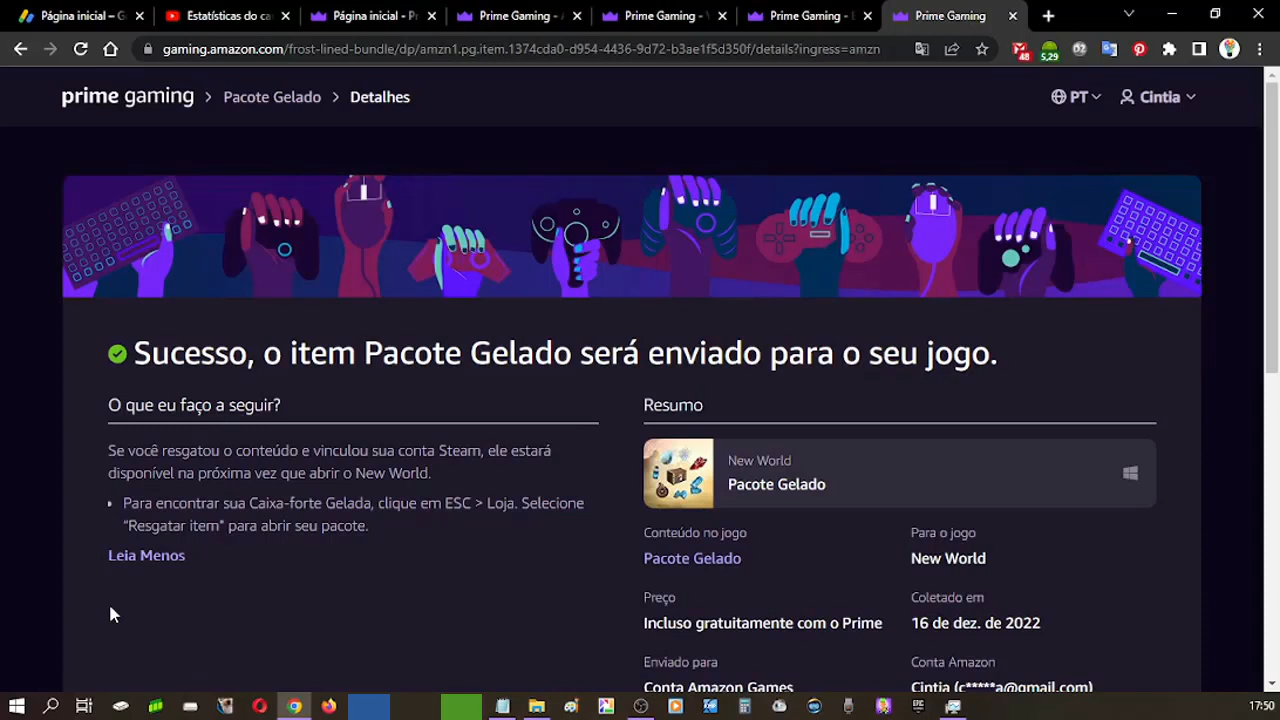 Página inicial – G
Estatísticas do ca
Página inicial - Pr
Prime Gaming - A
Prime Gaming – V
Prime Gaming - E
Prime Gaming
gaming.amazon.com/frost-lined-bundle/dp/amzn1.pg.item.1374cda0-d954-4436-9d72-b3ae1f5d350f/details?ingress=amzn
48
5,29
prime gaming
Pacote Gelado
Detalhes
PT
Cintia
Sucesso, o item Pacote Gelado será enviado para o seu jogo.
O que eu faço a seguir?
Se você resgatou o conteúdo e vinculou sua conta Steam, ele estará
disponível na próxima vez que abrir o New World.
• Para encontrar sua Caixa-forte Gelada, clique em ESC > Loja. Selecione
"Resgatar item" para abrir seu pacote.
Leia Menos
Resumo
New World
Pacote Gelado
Conteúdo no jogo
Para o jogo
Pacote Gelado
New World
Preço
Coletado em
Incluso gratuitamente com o Prime
16 de dez. de 2022
Enviado para
Conta Amazon
Conta Amazon Games
Cintia (c*****a@gmail.com)
17:50